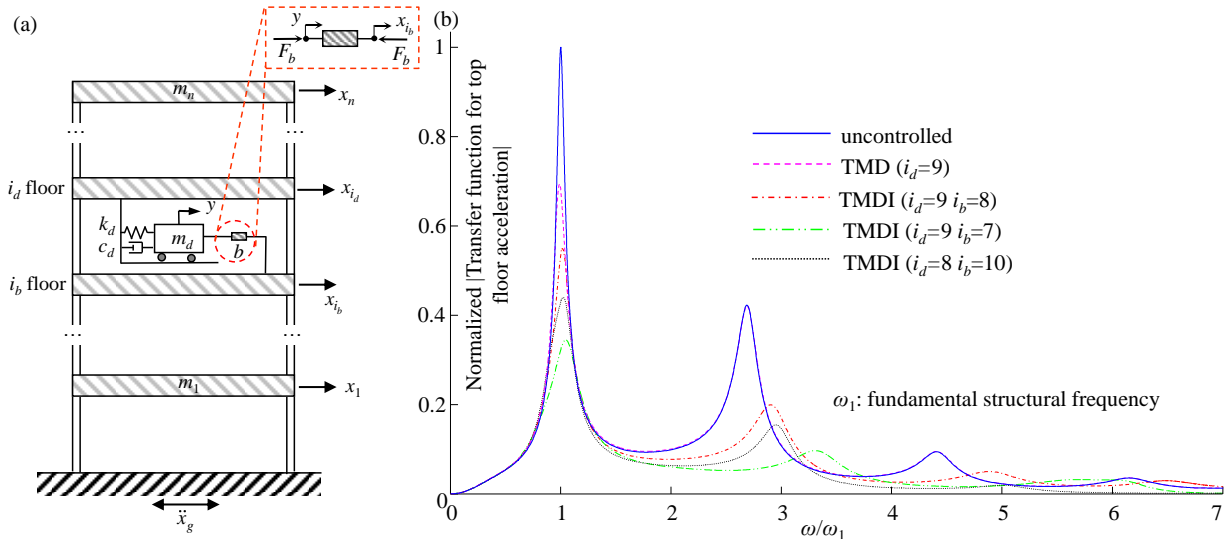 (a)
y
x_{i_b}
F_b
F_b
m_n
x_n
...
...
i_d floor
x_{i_d}
y
k_d
m_d
c_d
b
i_b floor
x_{i_b}
...
...
m_1
x_1
ẍ_g
(b)
Normalized |Transfer function for top
floor acceleration|
1
0.8
0.6
0.4
0.2
0
uncontrolled
TMD (i_d=9)
TMDI (i_d=9 i_b=8)
TMDI (i_d=9 i_b=7)
TMDI (i_d=8 i_b=10)
ω_1: fundamental structural frequency
0
1
2
3
4
5
6
7
ω/ω_1